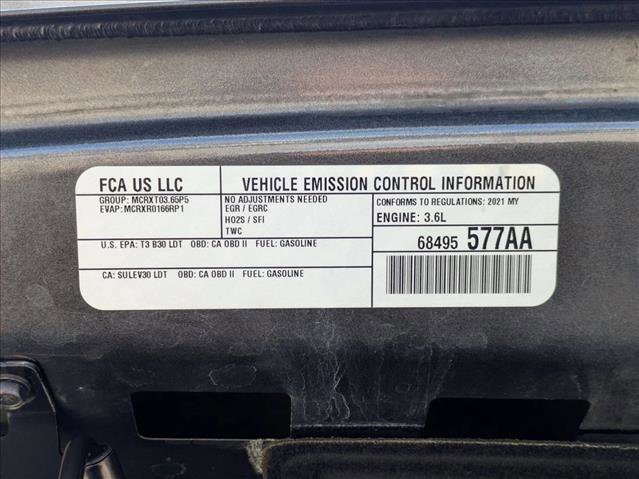 FCA US LLC
GROUP: MCRXT03.65P5
EVAP: MCRXR0166RP1
VEHICLE EMISSION CONTROL INFORMATION
NO ADJUSTMENTS NEEDED
EGR / EGRC
HO2S / SFI
TWC
CONFORMS TO REGULATIONS: 2021 MY
ENGINE: 3.6L
U.S. EPA: T3 B30 LDT OBD: CA OBD II FUEL: GASOLINE
68495 577AA
CA: SULEV30 LDT OBD: CA OBD II FUEL: GASOLINE